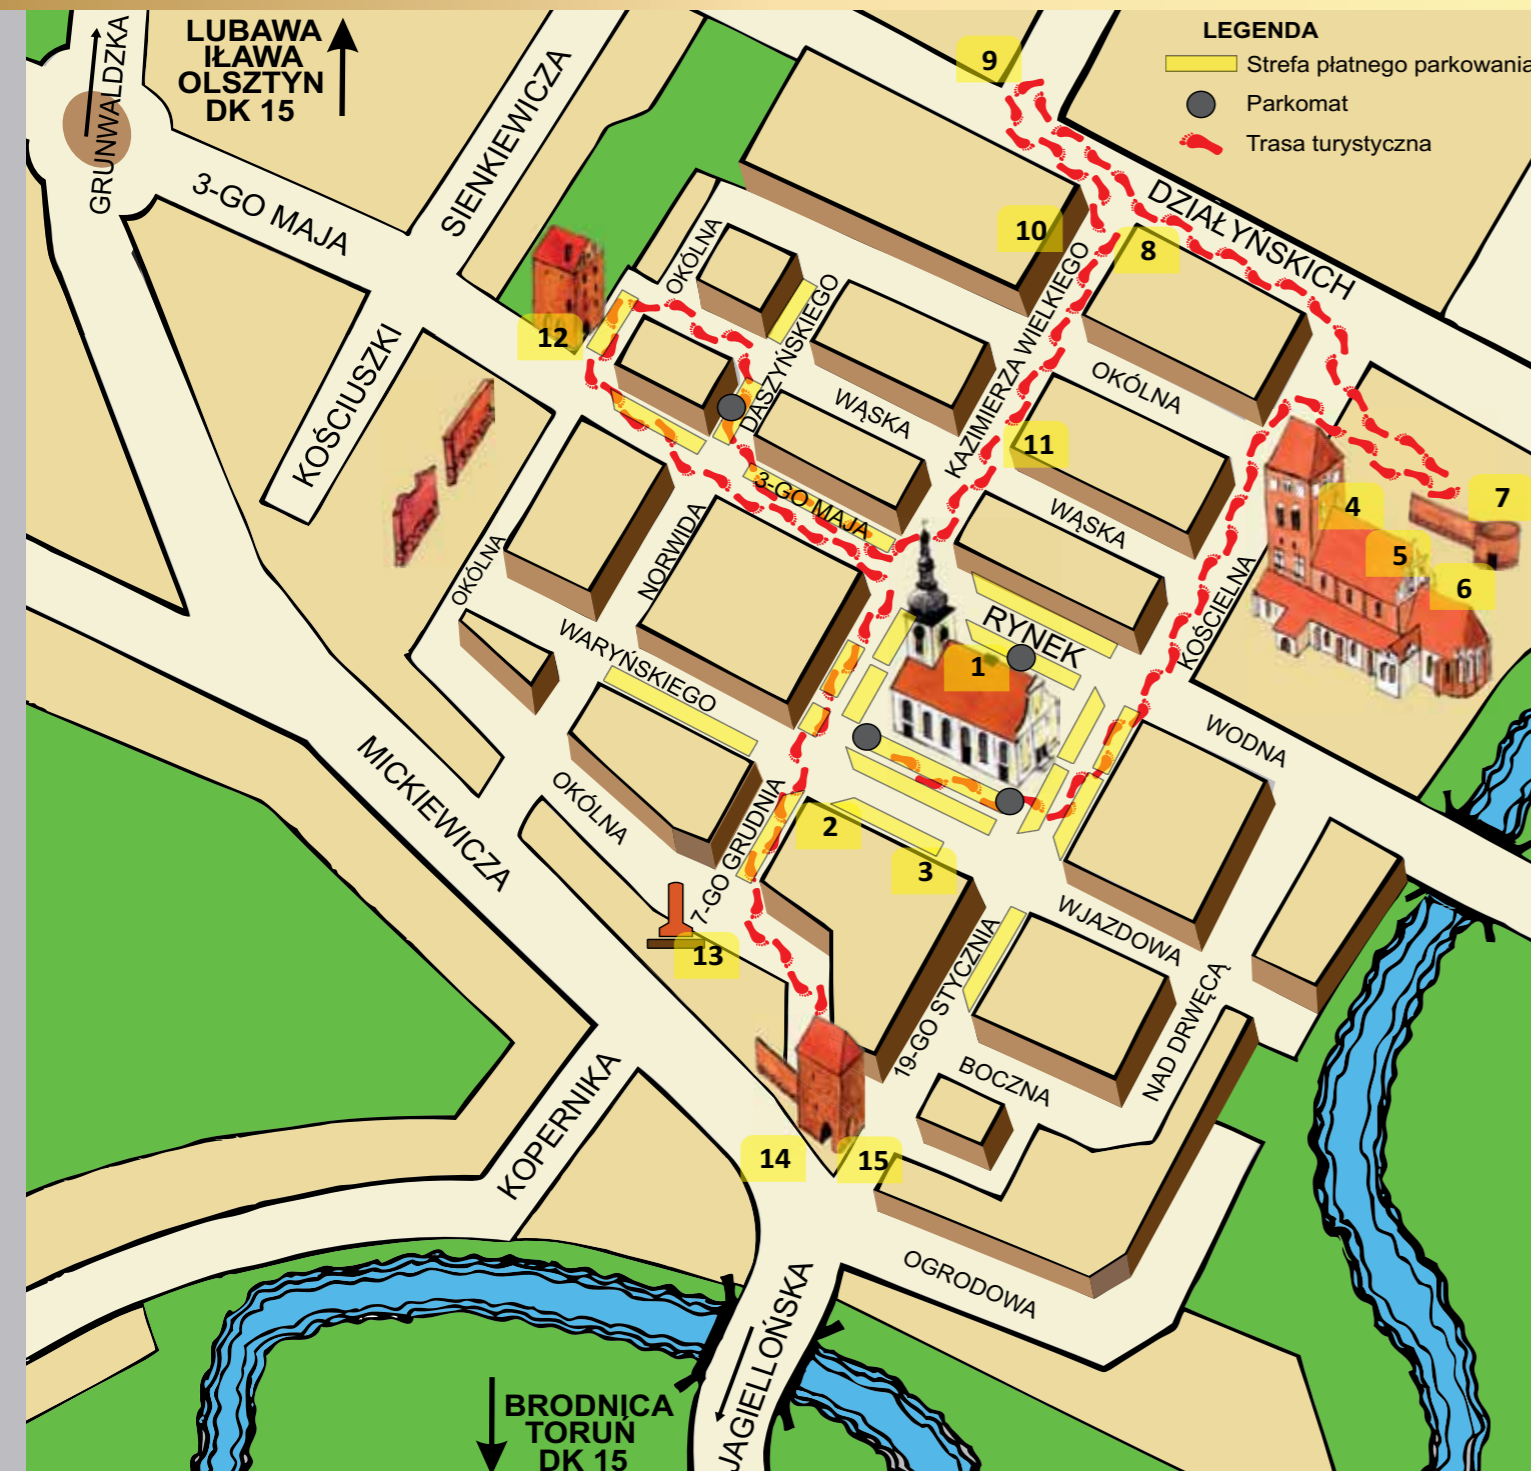 LUBAWA
IŁAWA
OLSZTYN
DK 15
GRUNWALDZKA
3-GO MAJA
SIENKIEWICZA
KOŚCIUSZKI
LEGENDA
Strefa płatnego parkowania
Parkomat
Trasa turystyczna
9
DZIAŁYŃSKICH
10
8
OKÓLNA
DASZYŃSKIEGO
KAZIMIERZA WIELKIEGO
12
WĄSKA
OKÓLNA
11
3-GO MAJA
WĄSKA
4
7
5
6
KOŚCIELNA
OKÓLNA
NORWIDA
WARYŃSKIEGO
RYNEK
1
WODNA
MICKIEWICZA
OKÓLNA
7-GO GRUDNIA
2
3
13
WJAZDOWA
19-GO STYCZNIA
NAD DRWĘCĄ
BOCZNA
KOPERNIKA
14
15
OGRODOWA
JAGIELLOŃSKA
BRODNICA
TORUŃ
DK 15